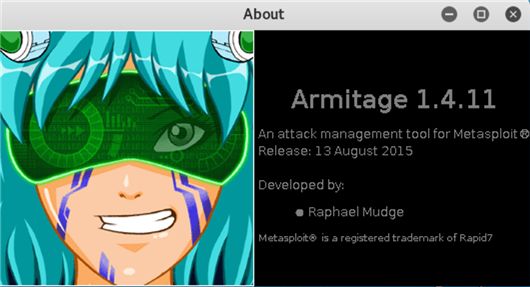 About
Armitage 1.4.11
An attack management tool for Metasploit®
Release: 13 August 2015
Developed by:
● Raphael Mudge
Metasploit® is a registered trademark of Rapid7